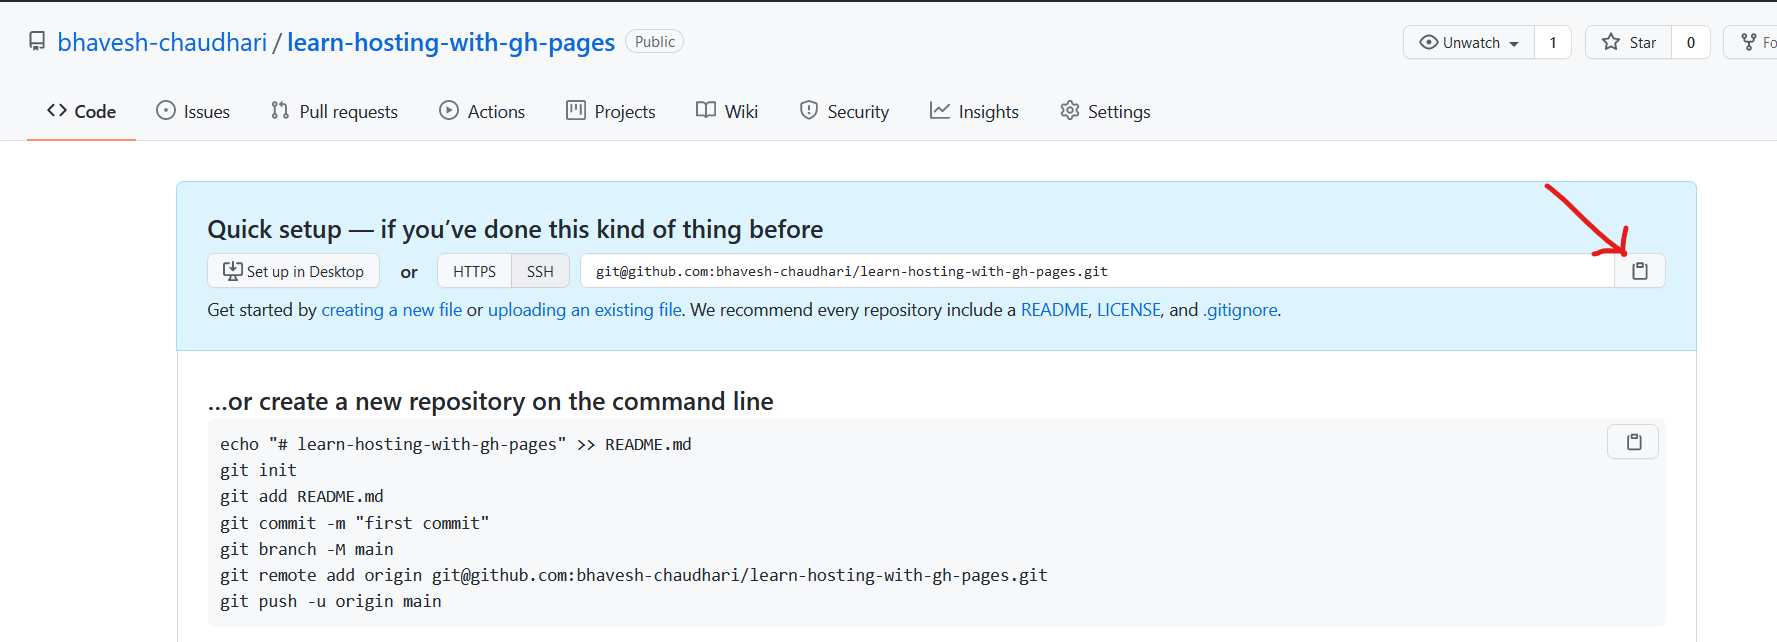 bhavesh-chaudhari / learn-hosting-with-gh-pages Public
Unwatch 1 Star 0 Fo
Code Issues Pull requests Actions Projects Wiki Security Insights Settings
Quick setup — if you’ve done this kind of thing before
Set up in Desktop or HTTPS SSH git@github.com:bhavesh-chaudhari/learn-hosting-with-gh-pages.git
Get started by creating a new file or uploading an existing file. We recommend every repository include a README, LICENSE, and .gitignore.
…or create a new repository on the command line
echo "# learn-hosting-with-gh-pages" >> README.md
git init
git add README.md
git commit -m "first commit"
git branch -M main
git remote add origin git@github.com:bhavesh-chaudhari/learn-hosting-with-gh-pages.git
git push -u origin main